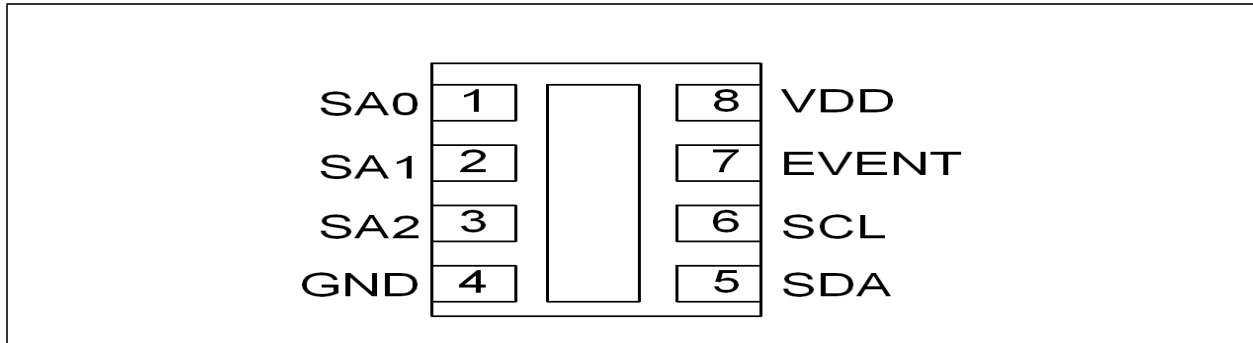 SA0 1 8 VDD
SA1 2 7 EVENT
SA2 3 6 SCL
GND 4 5 SDA